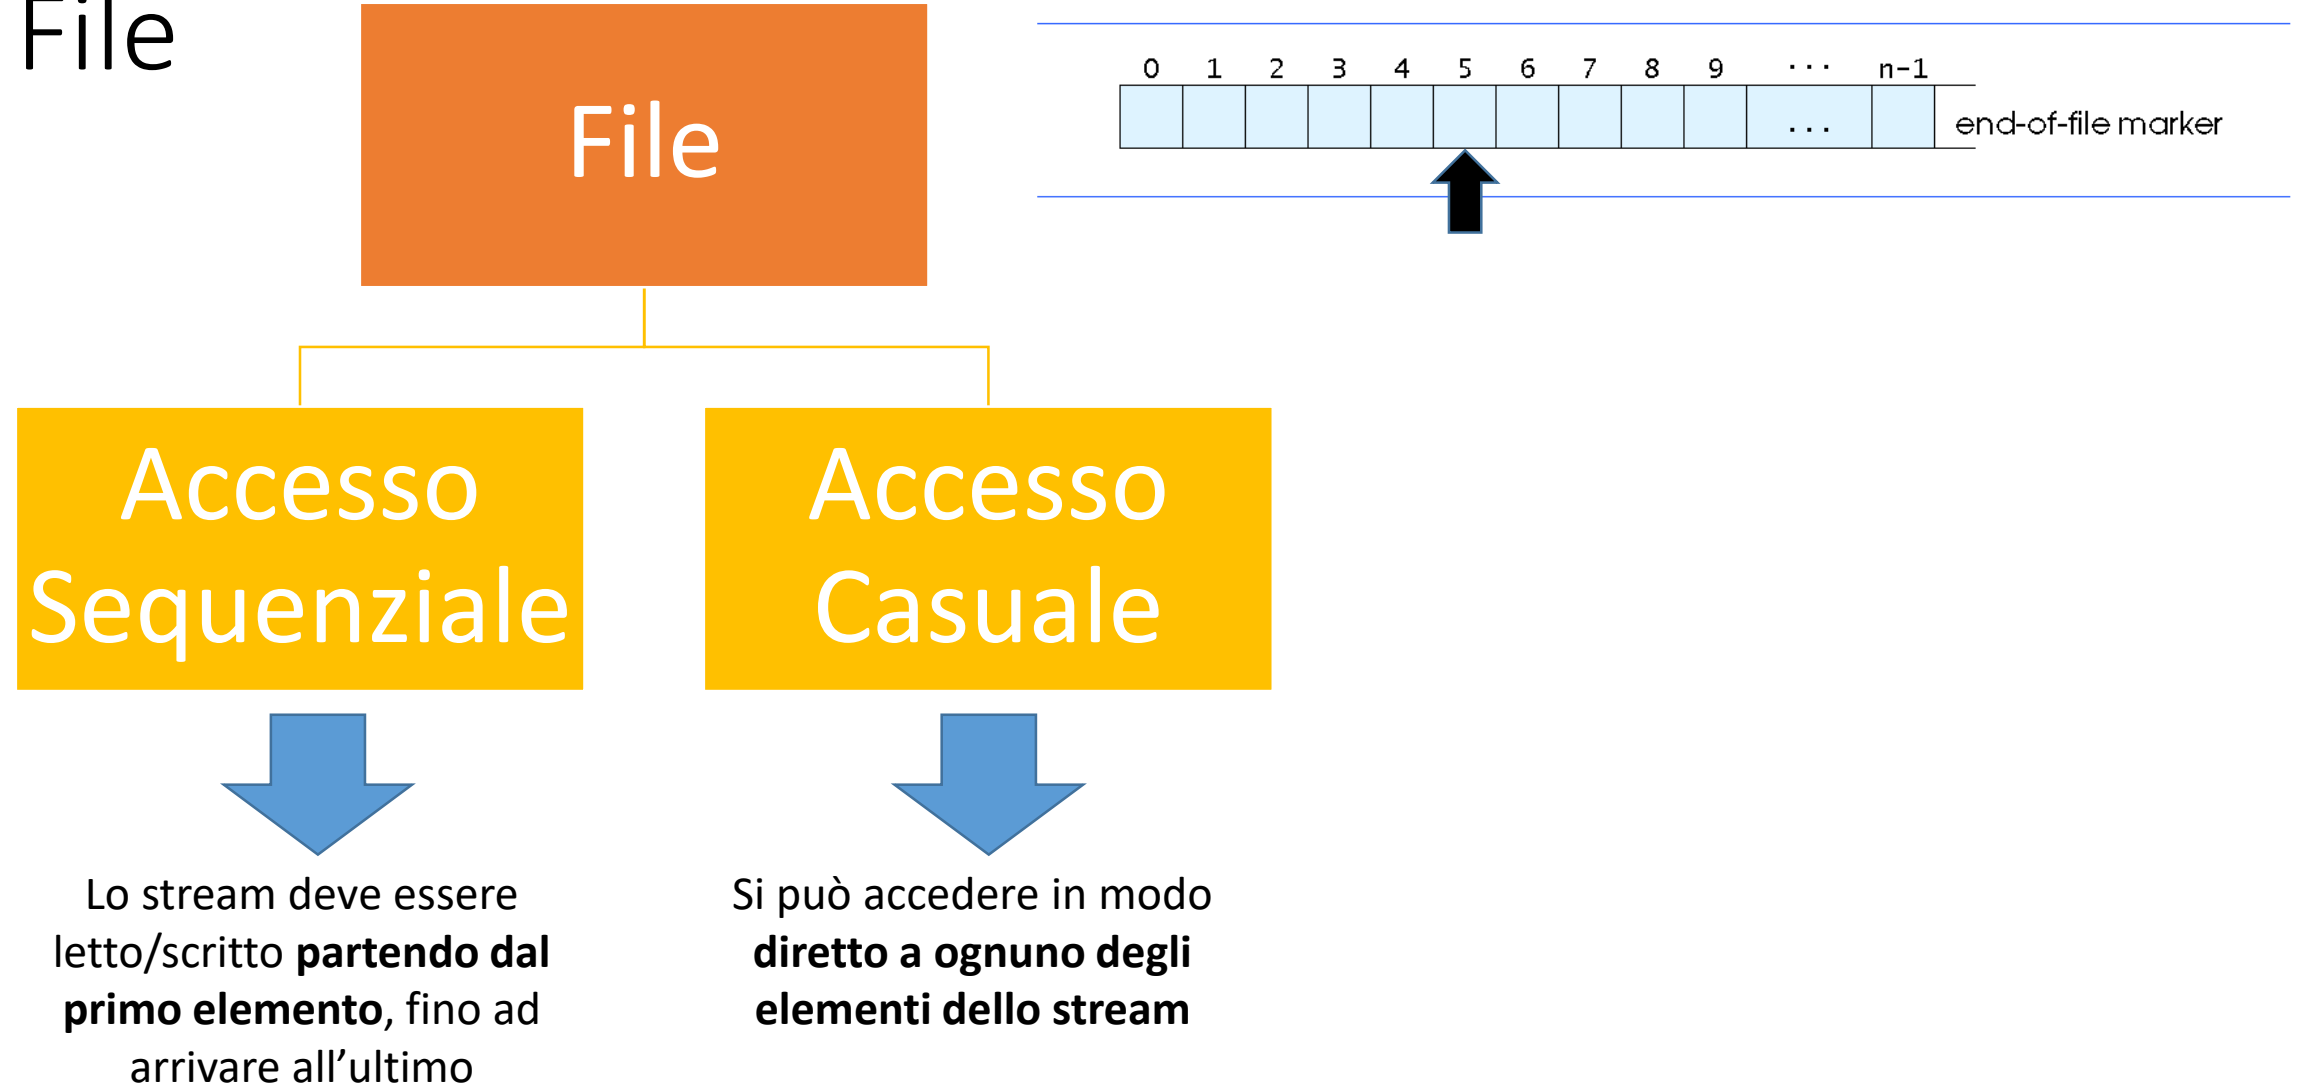 File
File
0 1 2 3 4 5 6 7 8 9 ... n-1
...
end-of-file marker
Accesso
Sequenziale
Accesso
Casuale
Lo stream deve essere
letto/scritto partendo dal
primo elemento, fino ad
arrivare all’ultimo
Si può accedere in modo
diretto a ognuno degli
elementi dello stream